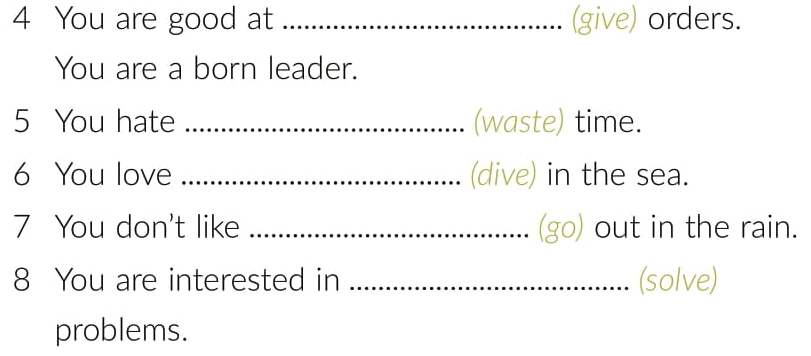 4 You are good at ........................................ (give) orders.
You are a born leader.
5 You hate ........................................ (waste) time.
6 You love ........................................ (dive) in the sea.
7 You don't like ........................................ (go) out in the rain.
8 You are interested in ........................................ (solve)
problems.